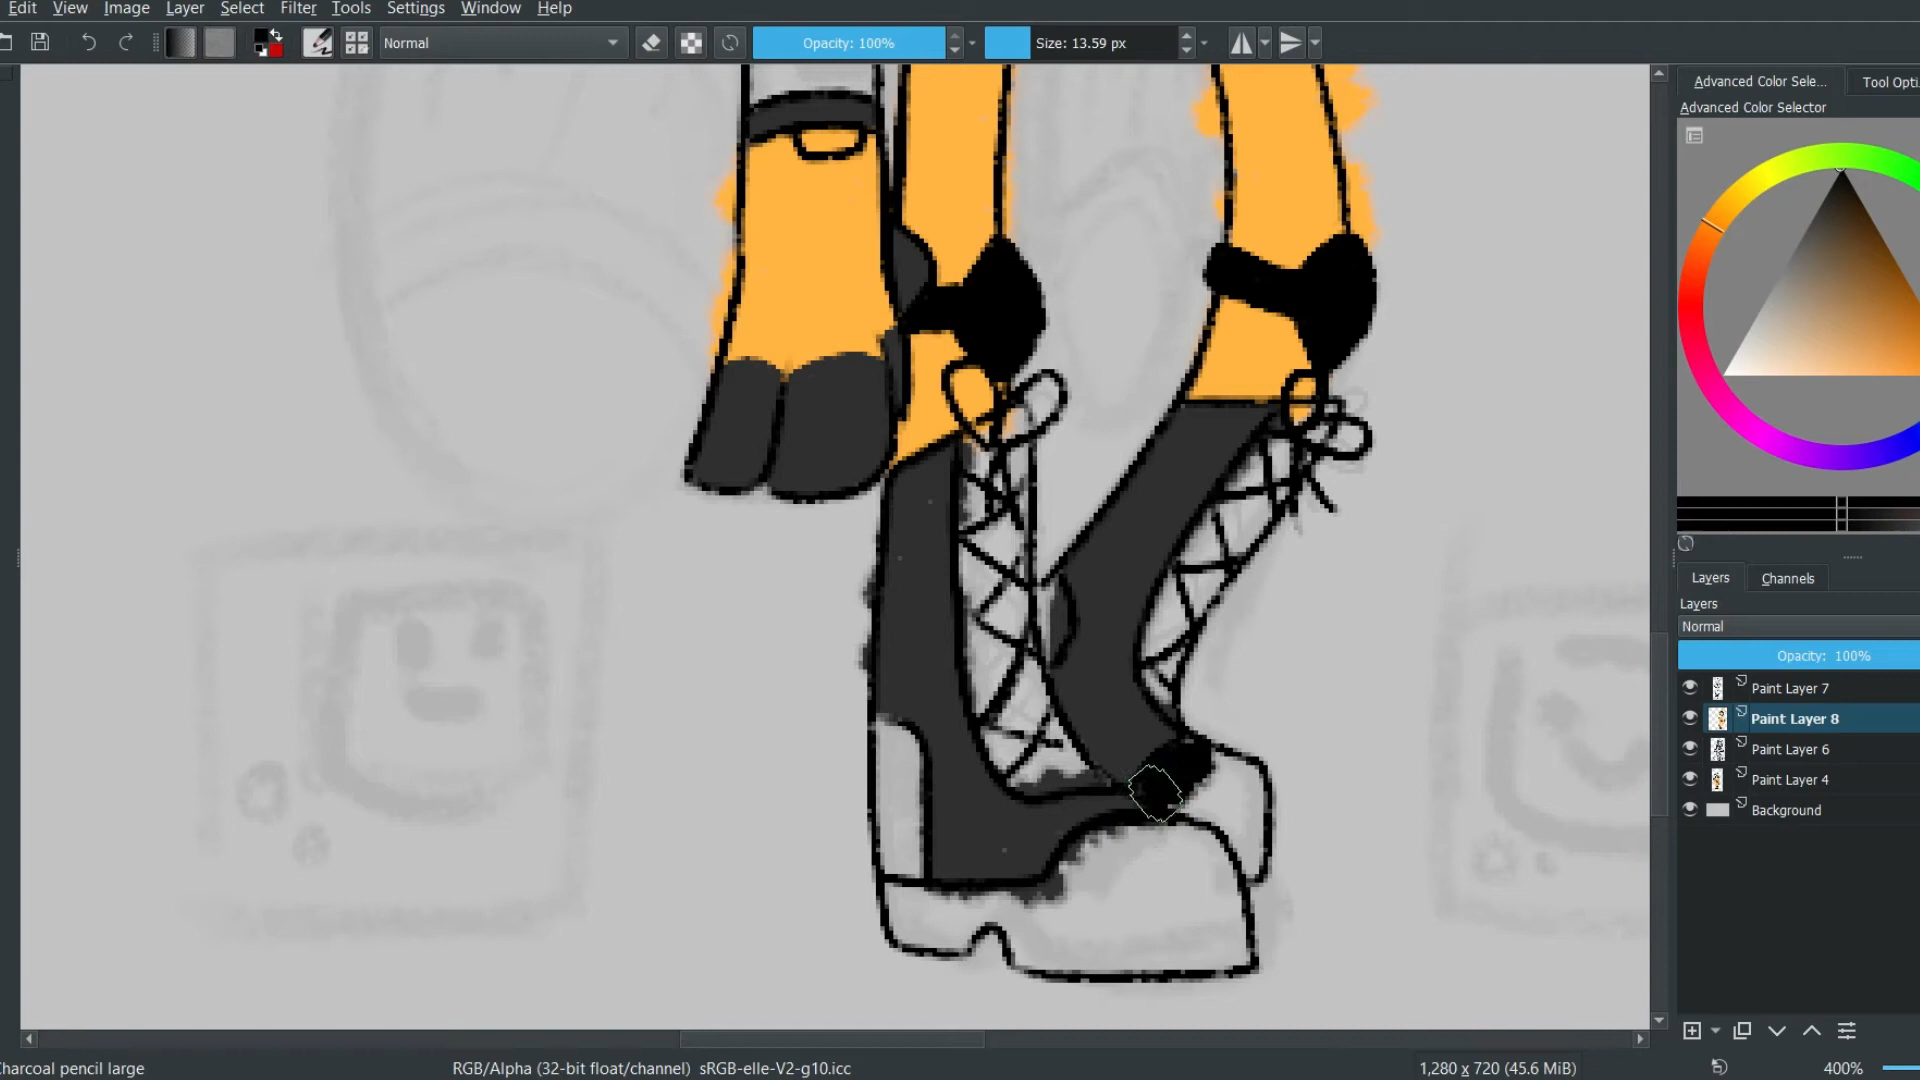 Edit View Image Layer Select Filter Tools Settings Window Help
Normal Opacity: 100% Size: 13.59 px
Advanced Color Sele... Tool Opti
Advanced Color Selector
Layers Channels
Layers
Normal
Opacity: 100%
Paint Layer 7
Paint Layer 8
Paint Layer 6
Paint Layer 4
Background
Charcoal pencil large RGB/Alpha (32-bit float/channel) sRGB-elle-V2-g10.icc 1,280 x 720 (45.6 MiB) 400%